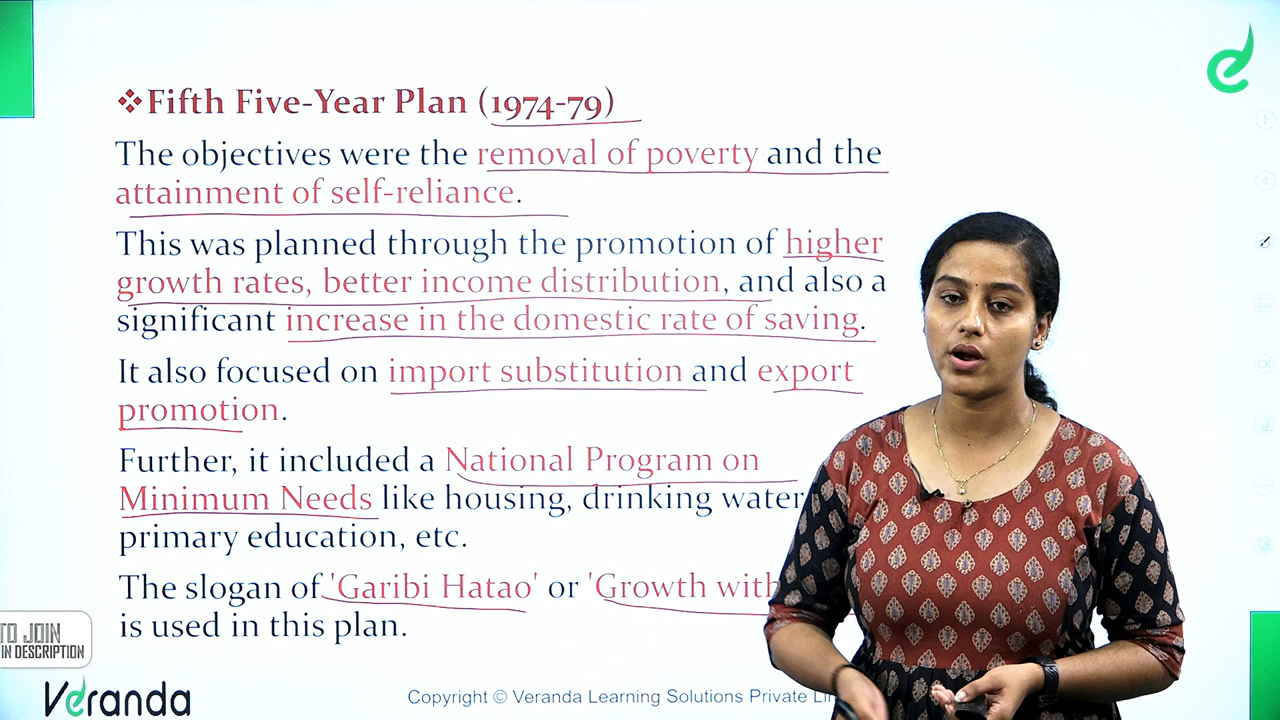 ❖Fifth Five-Year Plan (1974-79)
The objectives were the removal of poverty and the
attainment of self-reliance.
This was planned through the promotion of higher
growth rates, better income distribution, and also a
significant increase in the domestic rate of saving.
It also focused on import substitution and export
promotion.
Further, it included a National Program on
Minimum Needs like housing, drinking water
primary education, etc.
The slogan of 'Garibi Hatao' or 'Growth with
is used in this plan.
TO JOIN
IN DESCRIPTION
Veranda
Copyright © Veranda Learning Solutions Private